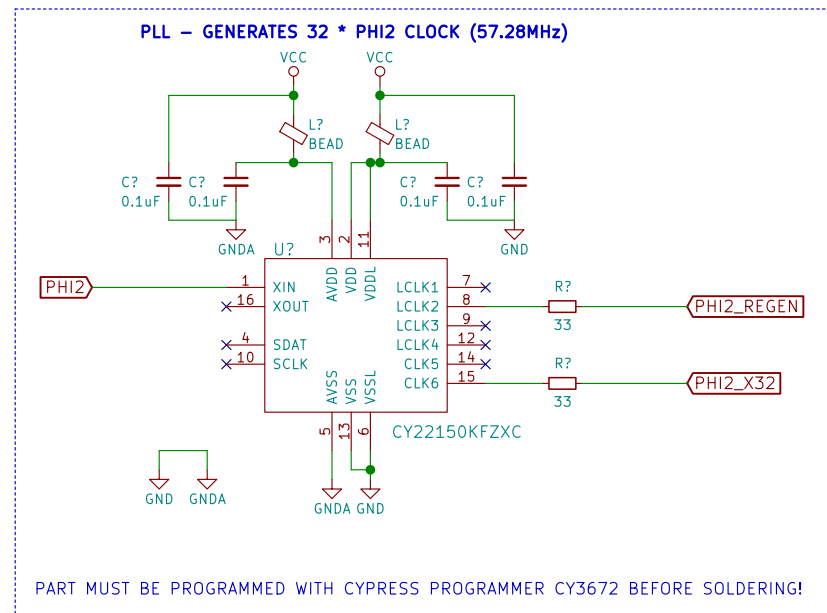 PLL – GENERATES 32 * PHI2 CLOCK (57.28MHz)
VCC
VCC
L?
BEAD
L?
BEAD
C?
0.1uF
C?
0.1uF
C?
0.1uF
C?
0.1uF
GNDA
GND
U?
3
2
11
AVDD
VDD
VDDL
PHI2
1
XIN
16
XOUT
4
SDAT
10
SCLK
LCLK1
7
LCLK2
8
LCLK3
9
LCLK4
12
CLK5
14
CLK6
15
R?
33
PHI2_REGEN
R?
33
PHI2_X32
AVSS
VSS
VSSL
5
13
6
CY22150KFZXC
GND
GNDA
GNDA
GND
PART MUST BE PROGRAMMED WITH CYPRESS PROGRAMMER CY3672 BEFORE SOLDERING!